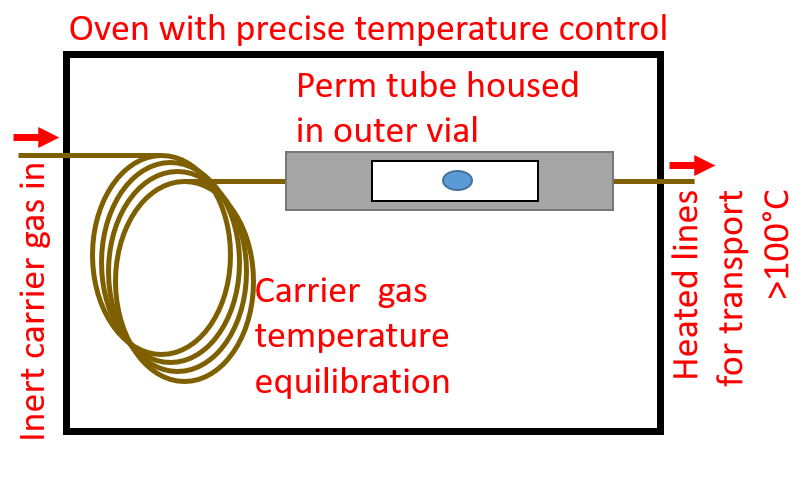 Oven with precise temperature control
Perm tube housed
in outer vial
Inert carrier gas in
Carrier gas
temperature
equilibration
Heated lines
for transport
>100°C